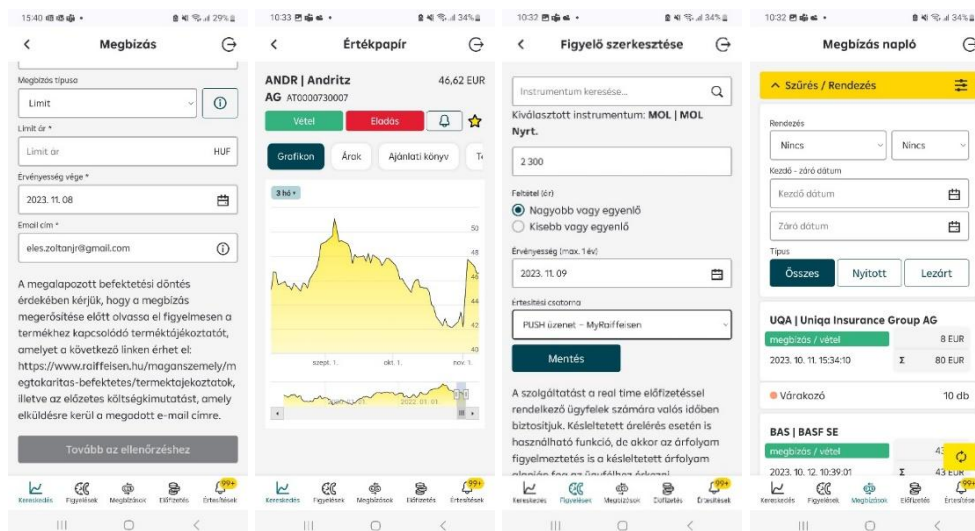 15:40
29%
Megbízás
Megbízás típusa
Limit
Limit ár *
Limit ár
HUF
Érvényesség vége *
2023. 11. 08
Email cím *
eles.zoltanjr@gmail.com
A megalapozott befektetési döntés
érdekében kérjük, hogy a megbízás
megerősítése előtt olvassa el figyelmesen a
termékhez kapcsolódó terméktájékoztatót,
amelyet a következő linken érhet el:
https://www.raiffeisen.hu/maganszemely/m
egtakaritas-befektetes/termektajekoztatok,
illetve az előzetes költségkimutatást, amely
elküldésre kerül a megadott e-mail címre.
Tovább az ellenőrzéshez
Kereskedés
Figyelések
Megbízások
Előfizetés
Értesítések
99+
10:33
34%
Értékpapír
ANDR | Andritz
46,62 EUR
AG AT0000730007
Vétel
Eladás
Grafikon
Árak
Ajánlati könyv
3 hó
50
48
46
44
42
40
szept. 1.
okt. 1.
nov. 1.
2022. 01. 01
Kereskedés
Figyelések
Megbízások
Előfizetés
Értesítések
99+
10:32
34%
Figyelő szerkesztése
Instrumentum keresése...
Kiválasztott instrumentum: MOL | MOL
Nyrt.
2 300
Feltétel (ár)
Nagyobb vagy egyenlő
Kisebb vagy egyenlő
Érvényesség (max. 1 év)
2023. 11. 09
Értesítési csatorna
PUSH üzenet – MyRaiffeisen
Mentés
A szolgáltatást a real time előfizetéssel
rendelkező ügyfelek számára valós időben
biztosítjuk. Késleltetett árelérés esetén is
használható funkció, de akkor az árfolyam
figyelmeztetés is a késleltetett árfolyam
alapján fog az ügyfélhez érkezni
Kereskedés
Figyelések
Megbízások
Előfizetés
Értesítések
99+
10:32
34%
Megbízás napló
Szűrés / Rendezés
Rendezés
Nincs
Nincs
Kezdő - záró dátum
Kezdő dátum
Záró dátum
Típus
Összes
Nyitott
Lezárt
UQA | Uniqa Insurance Group AG
megbízás / vétel
8 EUR
2023. 10. 11. 15:34:10
Σ
80 EUR
Várakozó
10 db
BAS | BASF SE
megbízás / vétel
2023. 10. 12. 10:39:01
Σ
43 EUR
Kereskedés
Figyelések
Megbízások
Előfizetés
Értesítések
99+